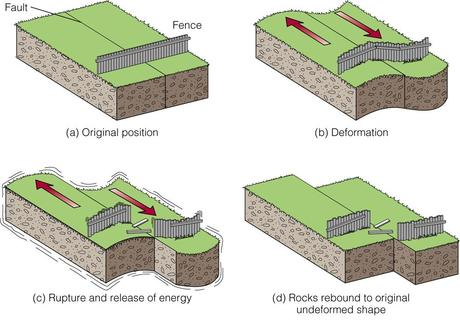 Fault
Fence
(a) Original position
(b) Deformation
(c) Rupture and release of energy
(d) Rocks rebound to original
undeformed shape